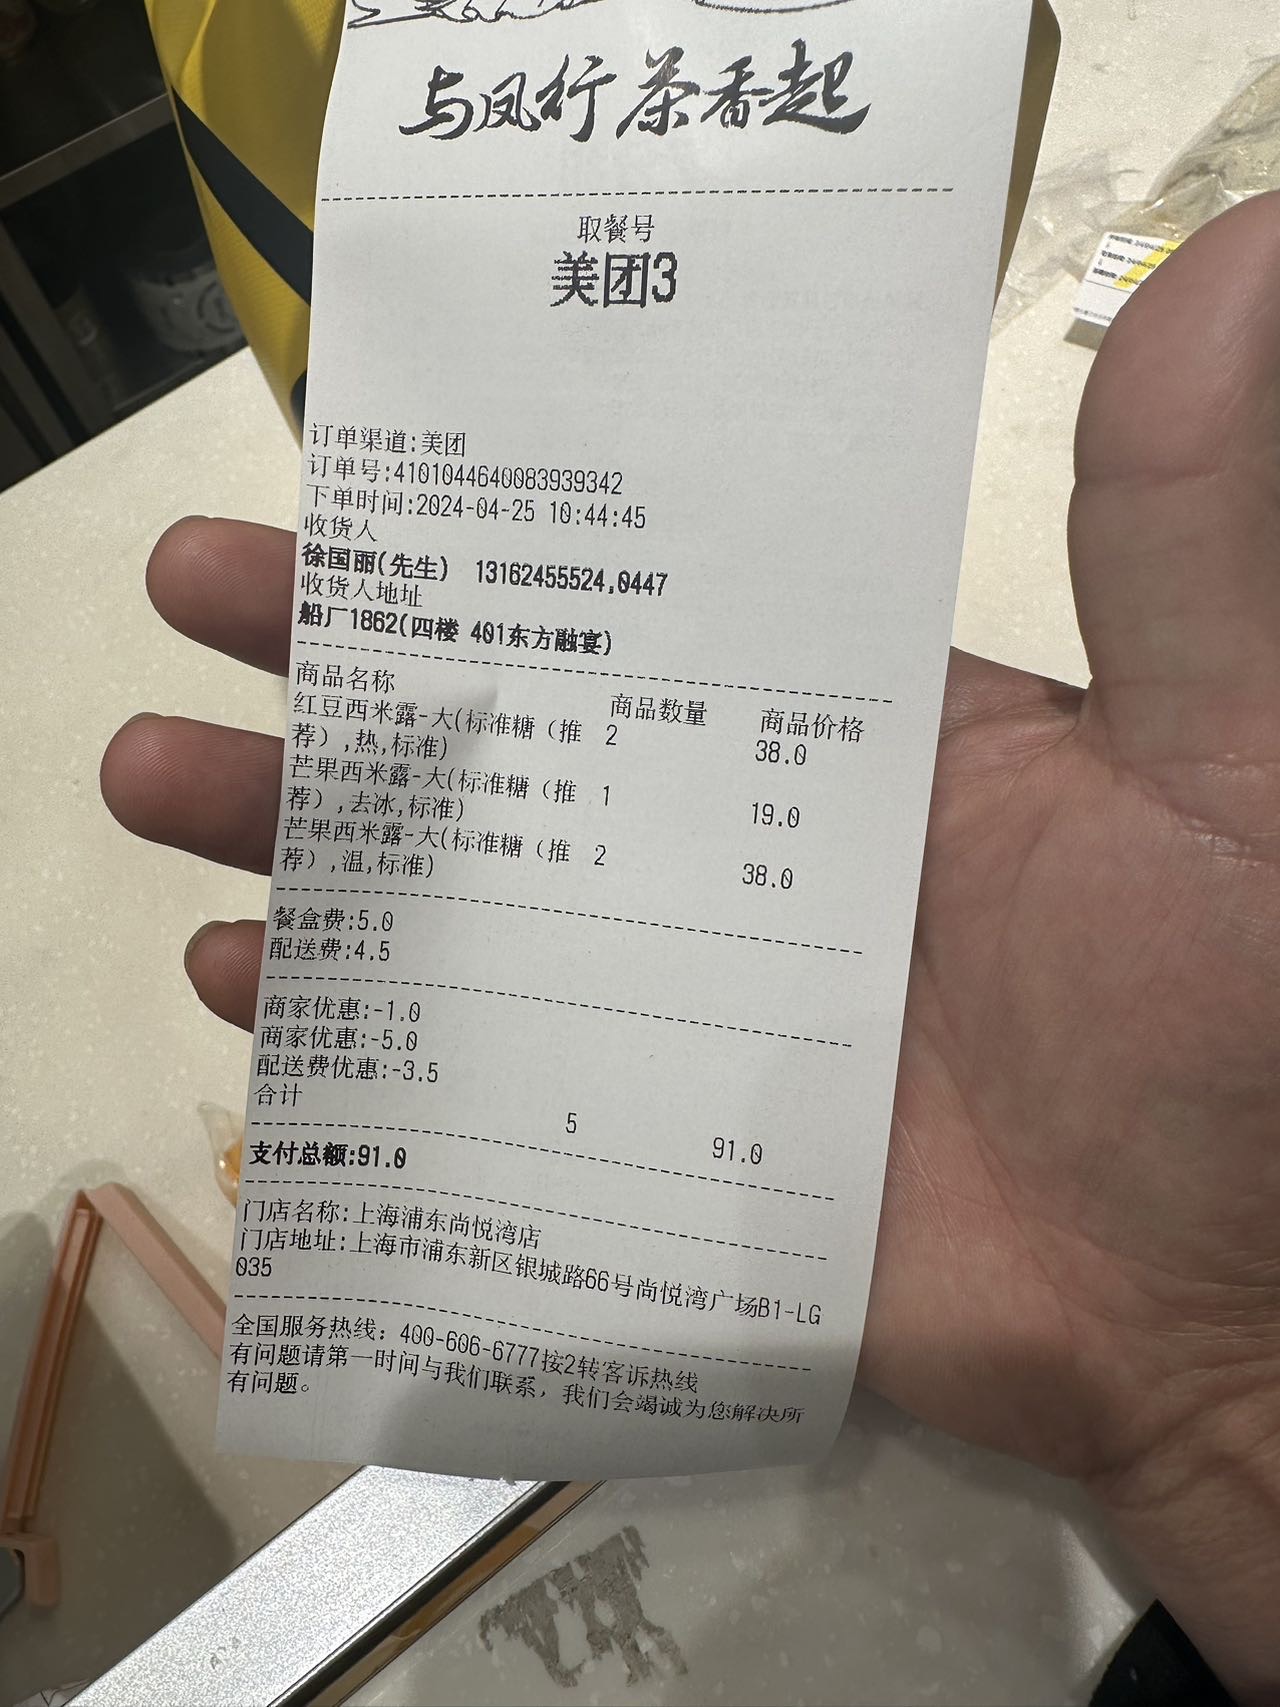 与凤行 茶香起
取餐号
美团3
订单渠道:美团
订单号:4101044640083939342
下单时间:2024-04-25 10:44:45
收货人
徐国丽(先生) 13162455524,0447
收货人地址
船厂1862(四楼 401东方融宴)
商品名称 商品数量 商品价格
红豆西米露-大(标准糖（推 2 38.0
荐）,热,标准)
芒果西米露-大(标准糖（推 1 19.0
荐）,去冰,标准)
芒果西米露-大(标准糖（推 2 38.0
荐）,温,标准)
餐盒费:5.0
配送费:4.5
商家优惠:-1.0
商家优惠:-5.0
配送费优惠:-3.5
合计 5 91.0
支付总额:91.0
门店名称:上海浦东尚悦湾店
门店地址:上海市浦东新区银城路66号尚悦湾广场B1-LG
035
全国服务热线：400-606-6777按2转客诉热线
有问题请第一时间与我们联系，我们会竭诚为您解决所
有问题。